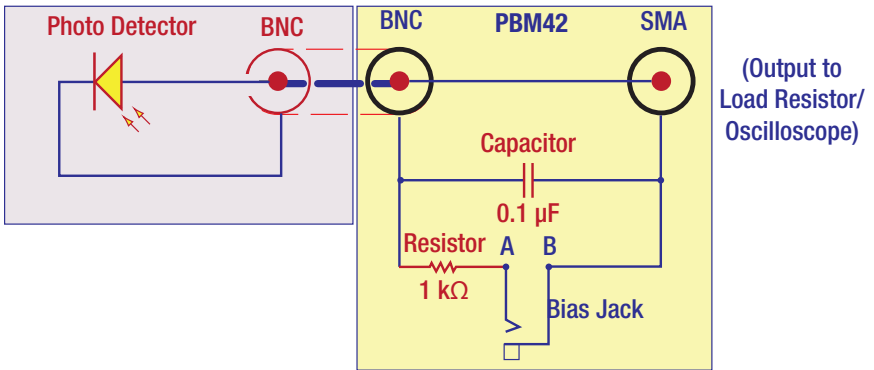 Photo Detector
BNC
BNC
PBM42
SMA
(Output to
Load Resistor/
Oscilloscope)
Capacitor
0.1 µF
Resistor
A
B
1 kΩ
Bias Jack